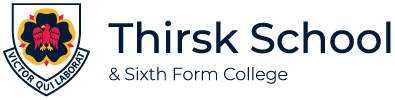 Thirsk School
& Sixth Form College
VICTOR QUI LABORAT